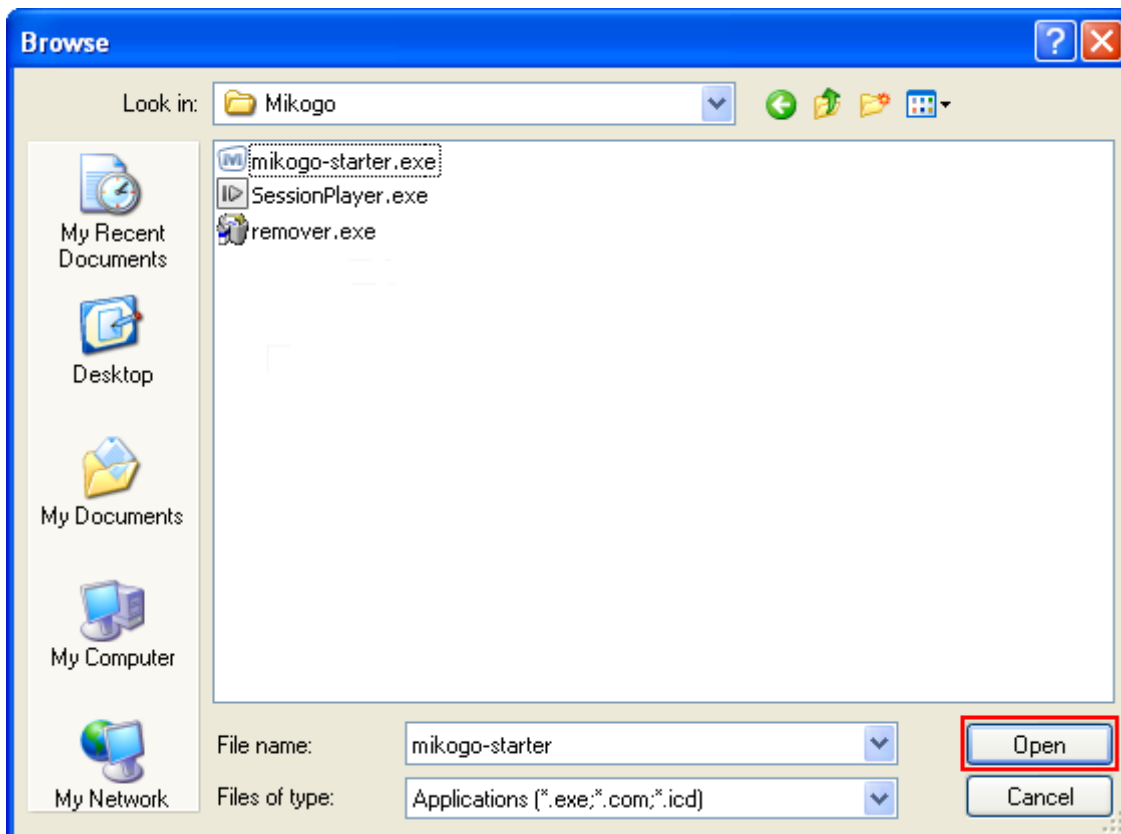 Browse
Look in: Mikogo
mikogo-starter.exe
SessionPlayer.exe
remover.exe
My Recent
Documents
Desktop
My Documents
My Computer
My Network
File name: mikogo-starter Open
Files of type: Applications (*.exe;*.com;*.icd) Cancel